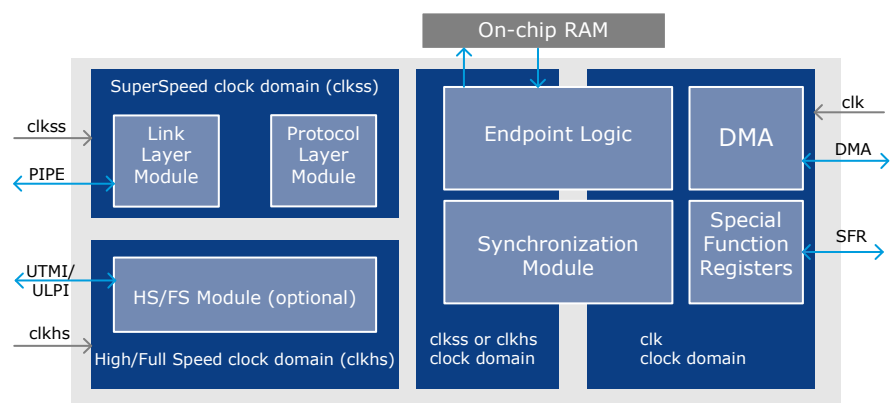 On-chip RAM
SuperSpeed clock domain (clkss)
clkss
PIPE
Link
Layer
Module
Protocol
Layer
Module
UTMI/
ULPI
clkhs
HS/FS Module (optional)
High/Full Speed clock domain (clkhs)
Endpoint Logic
Synchronization
Module
clkss or clkhs
clock domain
DMA
Special
Function
Registers
clk
clock domain
clk
DMA
SFR